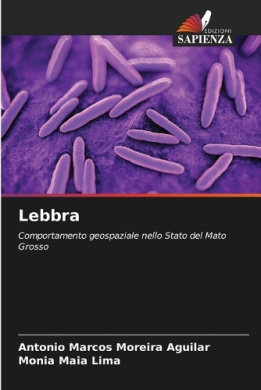 EDIZIONI
SAPIENZA
Lebbra
Comportamento geospaziale nello Stato del Mato
Grosso
Antonio Marcos Moreira Aguilar
Monia Maia Lima